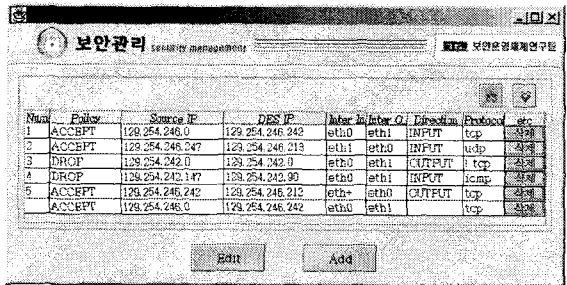 보안관리 security management
보안운영체제연구팀
Num Policy Source IP DES IP Inter In Inter O. Direction Protocol etc
1 ACCEPT 129.254.246.0 129.254.246.242 eth0 eth1 INPUT tcp 삭제
2 ACCEPT 129.254.246.247 129.254.246.213 eth1 eth0 INPUT udp 삭제
3 DROP 129.254.242.0 129.254.242.0 eth0 eth1 OUTPUT tcp 삭제
4 DROP 129.254.242.147 129.254.242.90 eth0 eth1 INPUT icmp 삭제
5 ACCEPT 129.254.246.242 129.254.246.212 eth+ eth0 OUTPUT tcp 삭제
ACCEPT 129.254.246.0 129.254.246.242 eth0 eth1 tcp 삭제
Edit Add